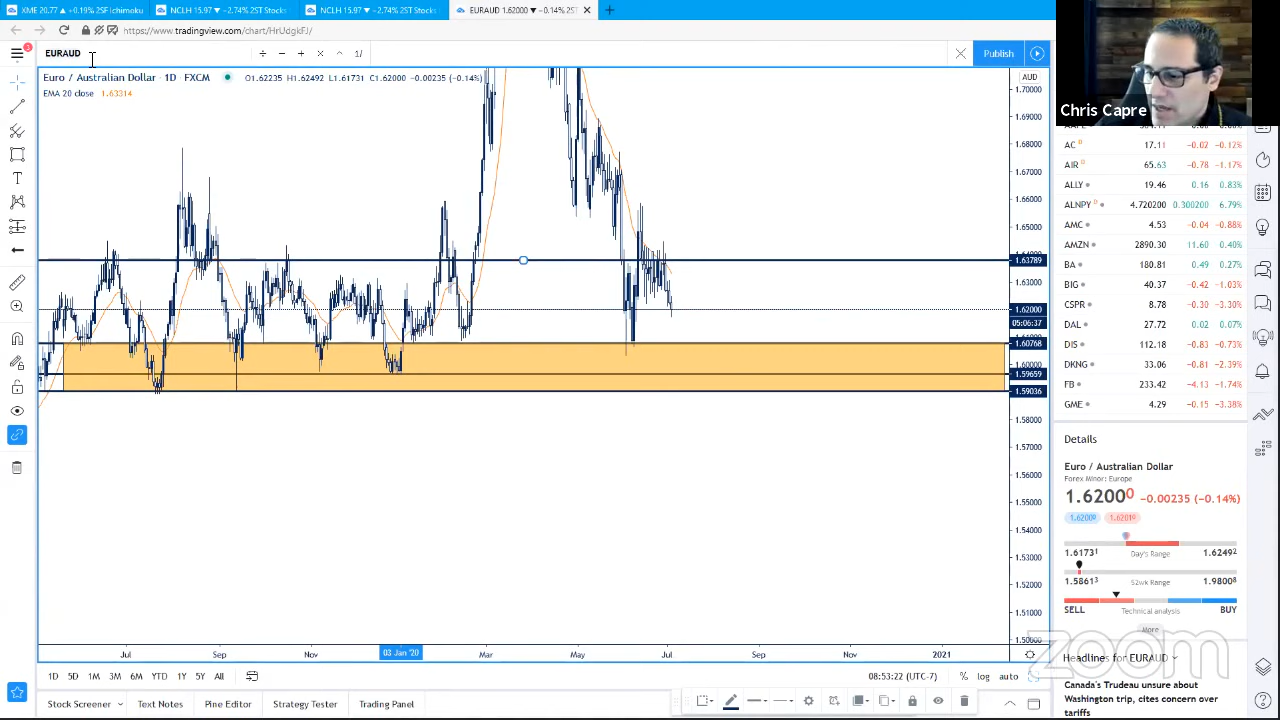 XME 20.77 ▲ +0.19% 2SF Ichimoku
NCLH 15.97 ▼ −2.74% 2ST Stocks
NCLH 15.97 ▼ −2.74% 2ST Stocks
EURAUD 1.62000 ▼ −0.14% 2ST
https://www.tradingview.com/chart/HrUdgkFJ/
EURAUD
Publish
Chris Capre
Euro / Australian Dollar · 1D · FXCM
O1.62235 H1.62492 L1.61731 C1.62000 −0.00235 (−0.14%)
EMA 20 close 1.63314
AUD
1.70000
1.68000
1.67000
1.66000
1.65000
1.63789
1.63000
1.62000
05:06:37
1.60768
1.60000
1.59659
1.59036
1.58000
1.57000
1.56000
1.55000
1.54000
1.53000
1.52000
1.51000
1.50000
Jul
Sep
Nov
03 Jan '20
Mar
May
Jul
Sep
Nov
2021
1D 5D 1M 3M 6M YTD 1Y 5Y All
08:53:22 (UTC-7)
% log auto
Stock Screener
Text Notes
Pine Editor
Strategy Tester
Trading Panel
AC 17.11 −0.02 −0.12%
AIR 65.63 −0.78 −1.17%
ALLY 19.46 0.16 0.83%
ALNPY 4.720200 0.300200 6.79%
AMC 4.53 −0.04 −0.88%
AMZN 2890.30 11.60 0.40%
BA 180.81 0.49 0.27%
BIG 40.37 −0.42 −1.03%
CSPR 8.78 −0.30 −3.30%
DAL 27.72 0.02 0.07%
DIS 112.18 −0.83 −0.73%
DKNG 33.06 −0.81 −2.39%
FB 233.42 −4.13 −1.74%
GME 4.29 −0.15 −3.38%
Details
Euro / Australian Dollar
Forex Minor: Europe
1.62000 −0.00235 (−0.14%)
1.62000 1.62010
1.61731 Day's Range 1.62492
1.58613 52wk Range 1.98008
SELL Technical analysis BUY
More
zoom
Headlines for EURAUD
Canada's Trudeau unsure about
Washington trip, cites concern over
tariffs